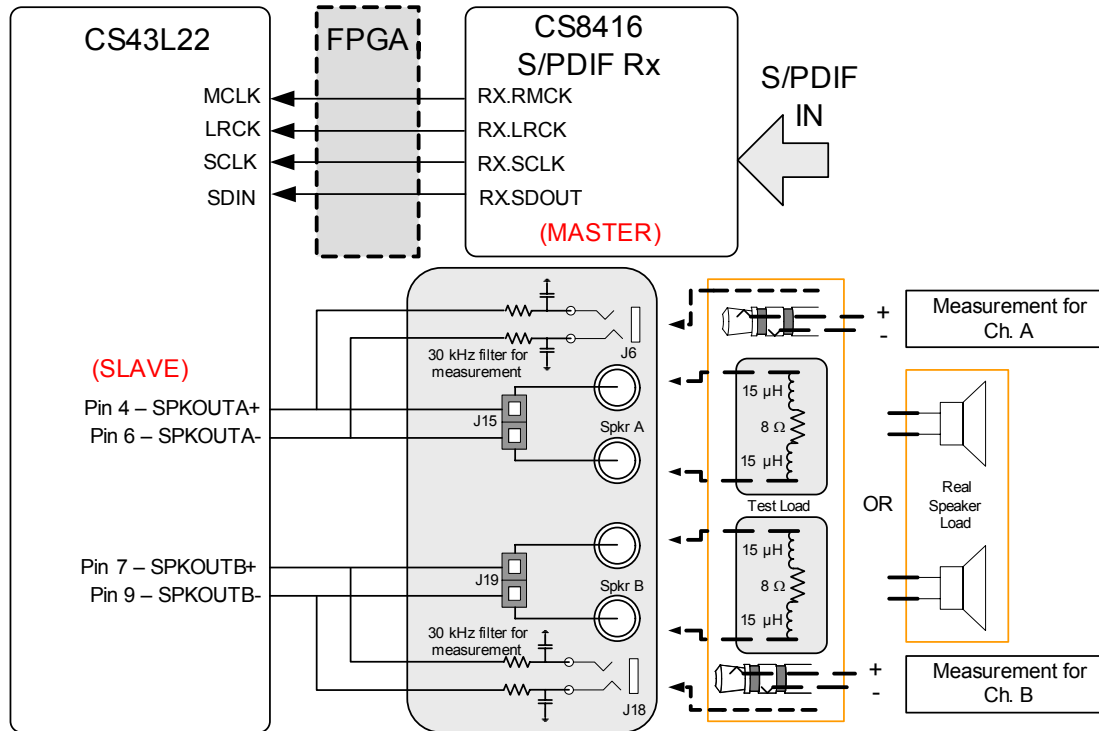 CS43L22
FPGA
CS8416
S/PDIF Rx
S/PDIF
IN
MCLK
LRCK
SCLK
SDIN
RX.RMCK
RX.LRCK
RX.SCLK
RX.SDOUT
(MASTER)
(SLAVE)
Pin 4 – SPKOUTA+
Pin 6 – SPKOUTA-
Pin 7 – SPKOUTB+
Pin 9 – SPKOUTB-
30 kHz filter for
measurement
J6
J15
Spkr A
J19
Spkr B
30 kHz filter for
measurement
J18
+
-
Measurement for
Ch. A
15 µH
8 Ω
15 µH
Test Load
15 µH
8 Ω
15 µH
OR
Real
Speaker
Load
+
-
Measurement for
Ch. B